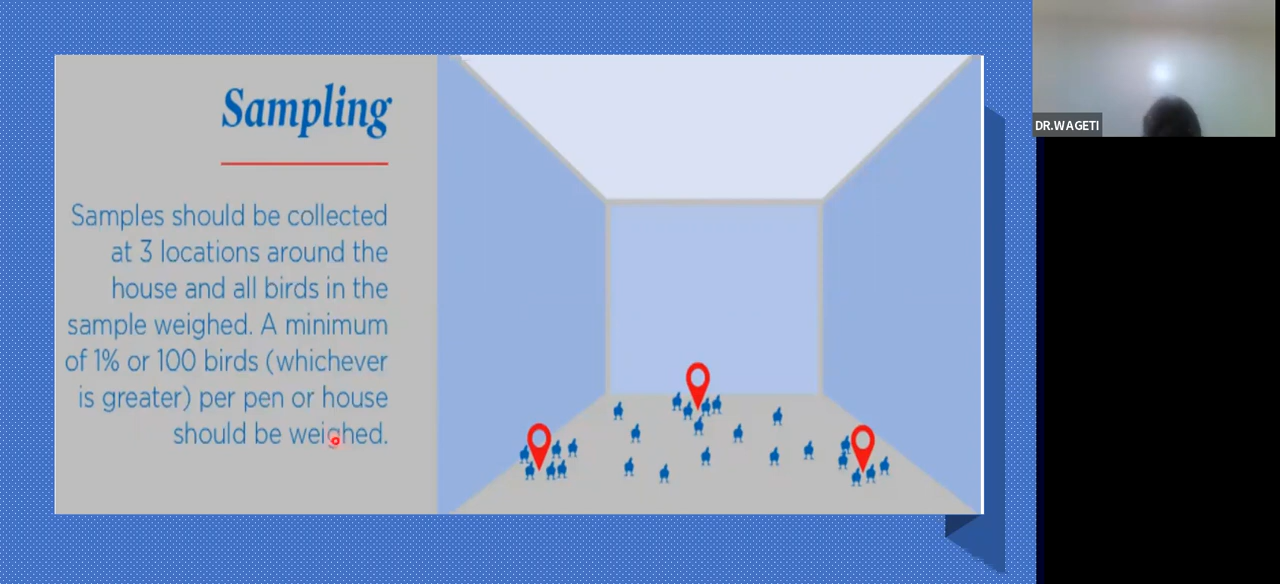 Sampling
Samples should be collected
at 3 locations around the
house and all birds in the
sample weighed. A minimum
of 1% or 100 birds (whichever
is greater) per pen or house
should be weighed.
DR.WAGETI